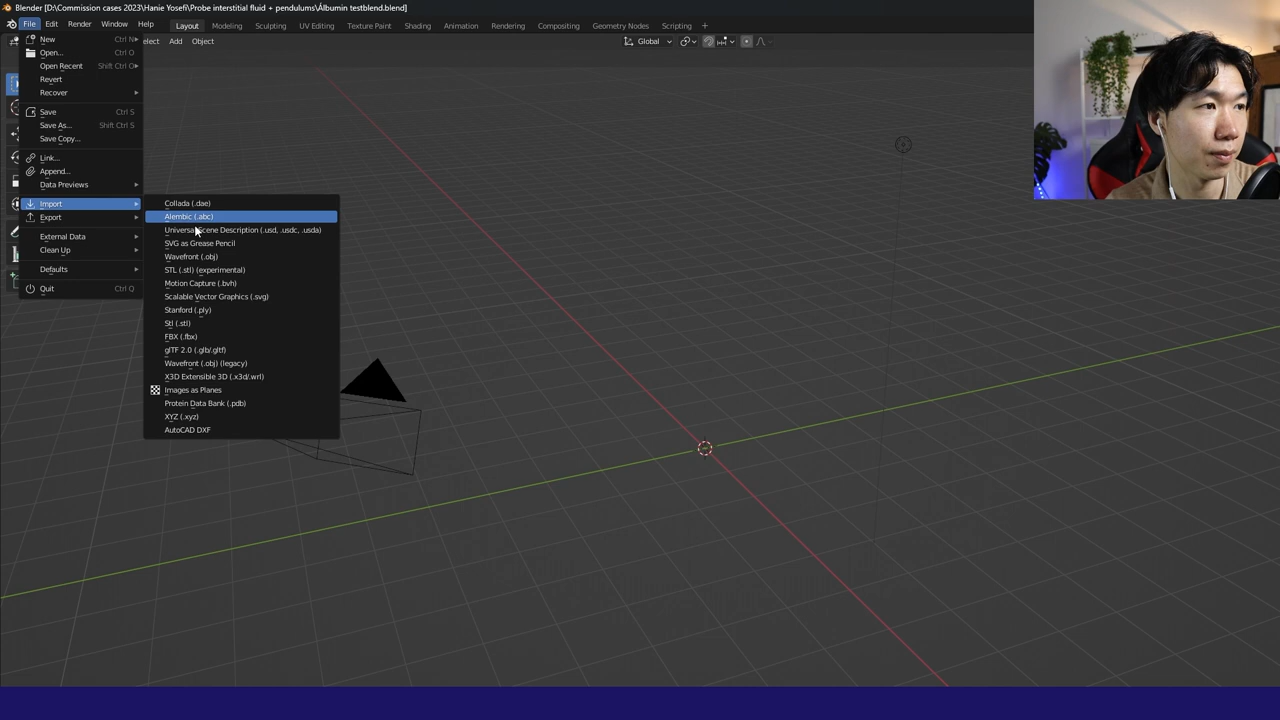 Blender [D:\Commission cases 2023\Hanie Yosefi\Probe interstitial fluid + pendulums\Albumin testblend.blend]
File Edit Render Window Help Layout Modeling Sculpting UV Editing Texture Paint Shading Animation Rendering Compositing Geometry Nodes Scripting +
elect Add Object Global
New Ctrl N
Open... Ctrl O
Open Recent Shift Ctrl O
Revert
Recover
Save Ctrl S
Save As... Shift Ctrl S
Save Copy...
Link...
Append...
Data Previews
Import
Export
External Data
Clean Up
Defaults
Quit Ctrl Q
Collada (.dae)
Alembic (.abc)
Universal Scene Description (.usd, .usdc, .usda)
SVG as Grease Pencil
Wavefront (.obj)
STL (.stl) (experimental)
Motion Capture (.bvh)
Scalable Vector Graphics (.svg)
Stanford (.ply)
Stl (.stl)
FBX (.fbx)
glTF 2.0 (.glb/.gltf)
Wavefront (.obj) (legacy)
X3D Extensible 3D (.x3d/.wrl)
Images as Planes
Protein Data Bank (.pdb)
XYZ (.xyz)
AutoCAD DXF